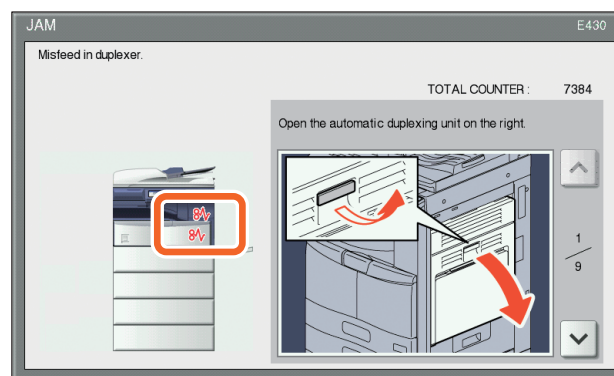 JAM
E430
Misfeed in duplexer.
TOTAL COUNTER : 7384
Open the automatic duplexing unit on the right.
1
9